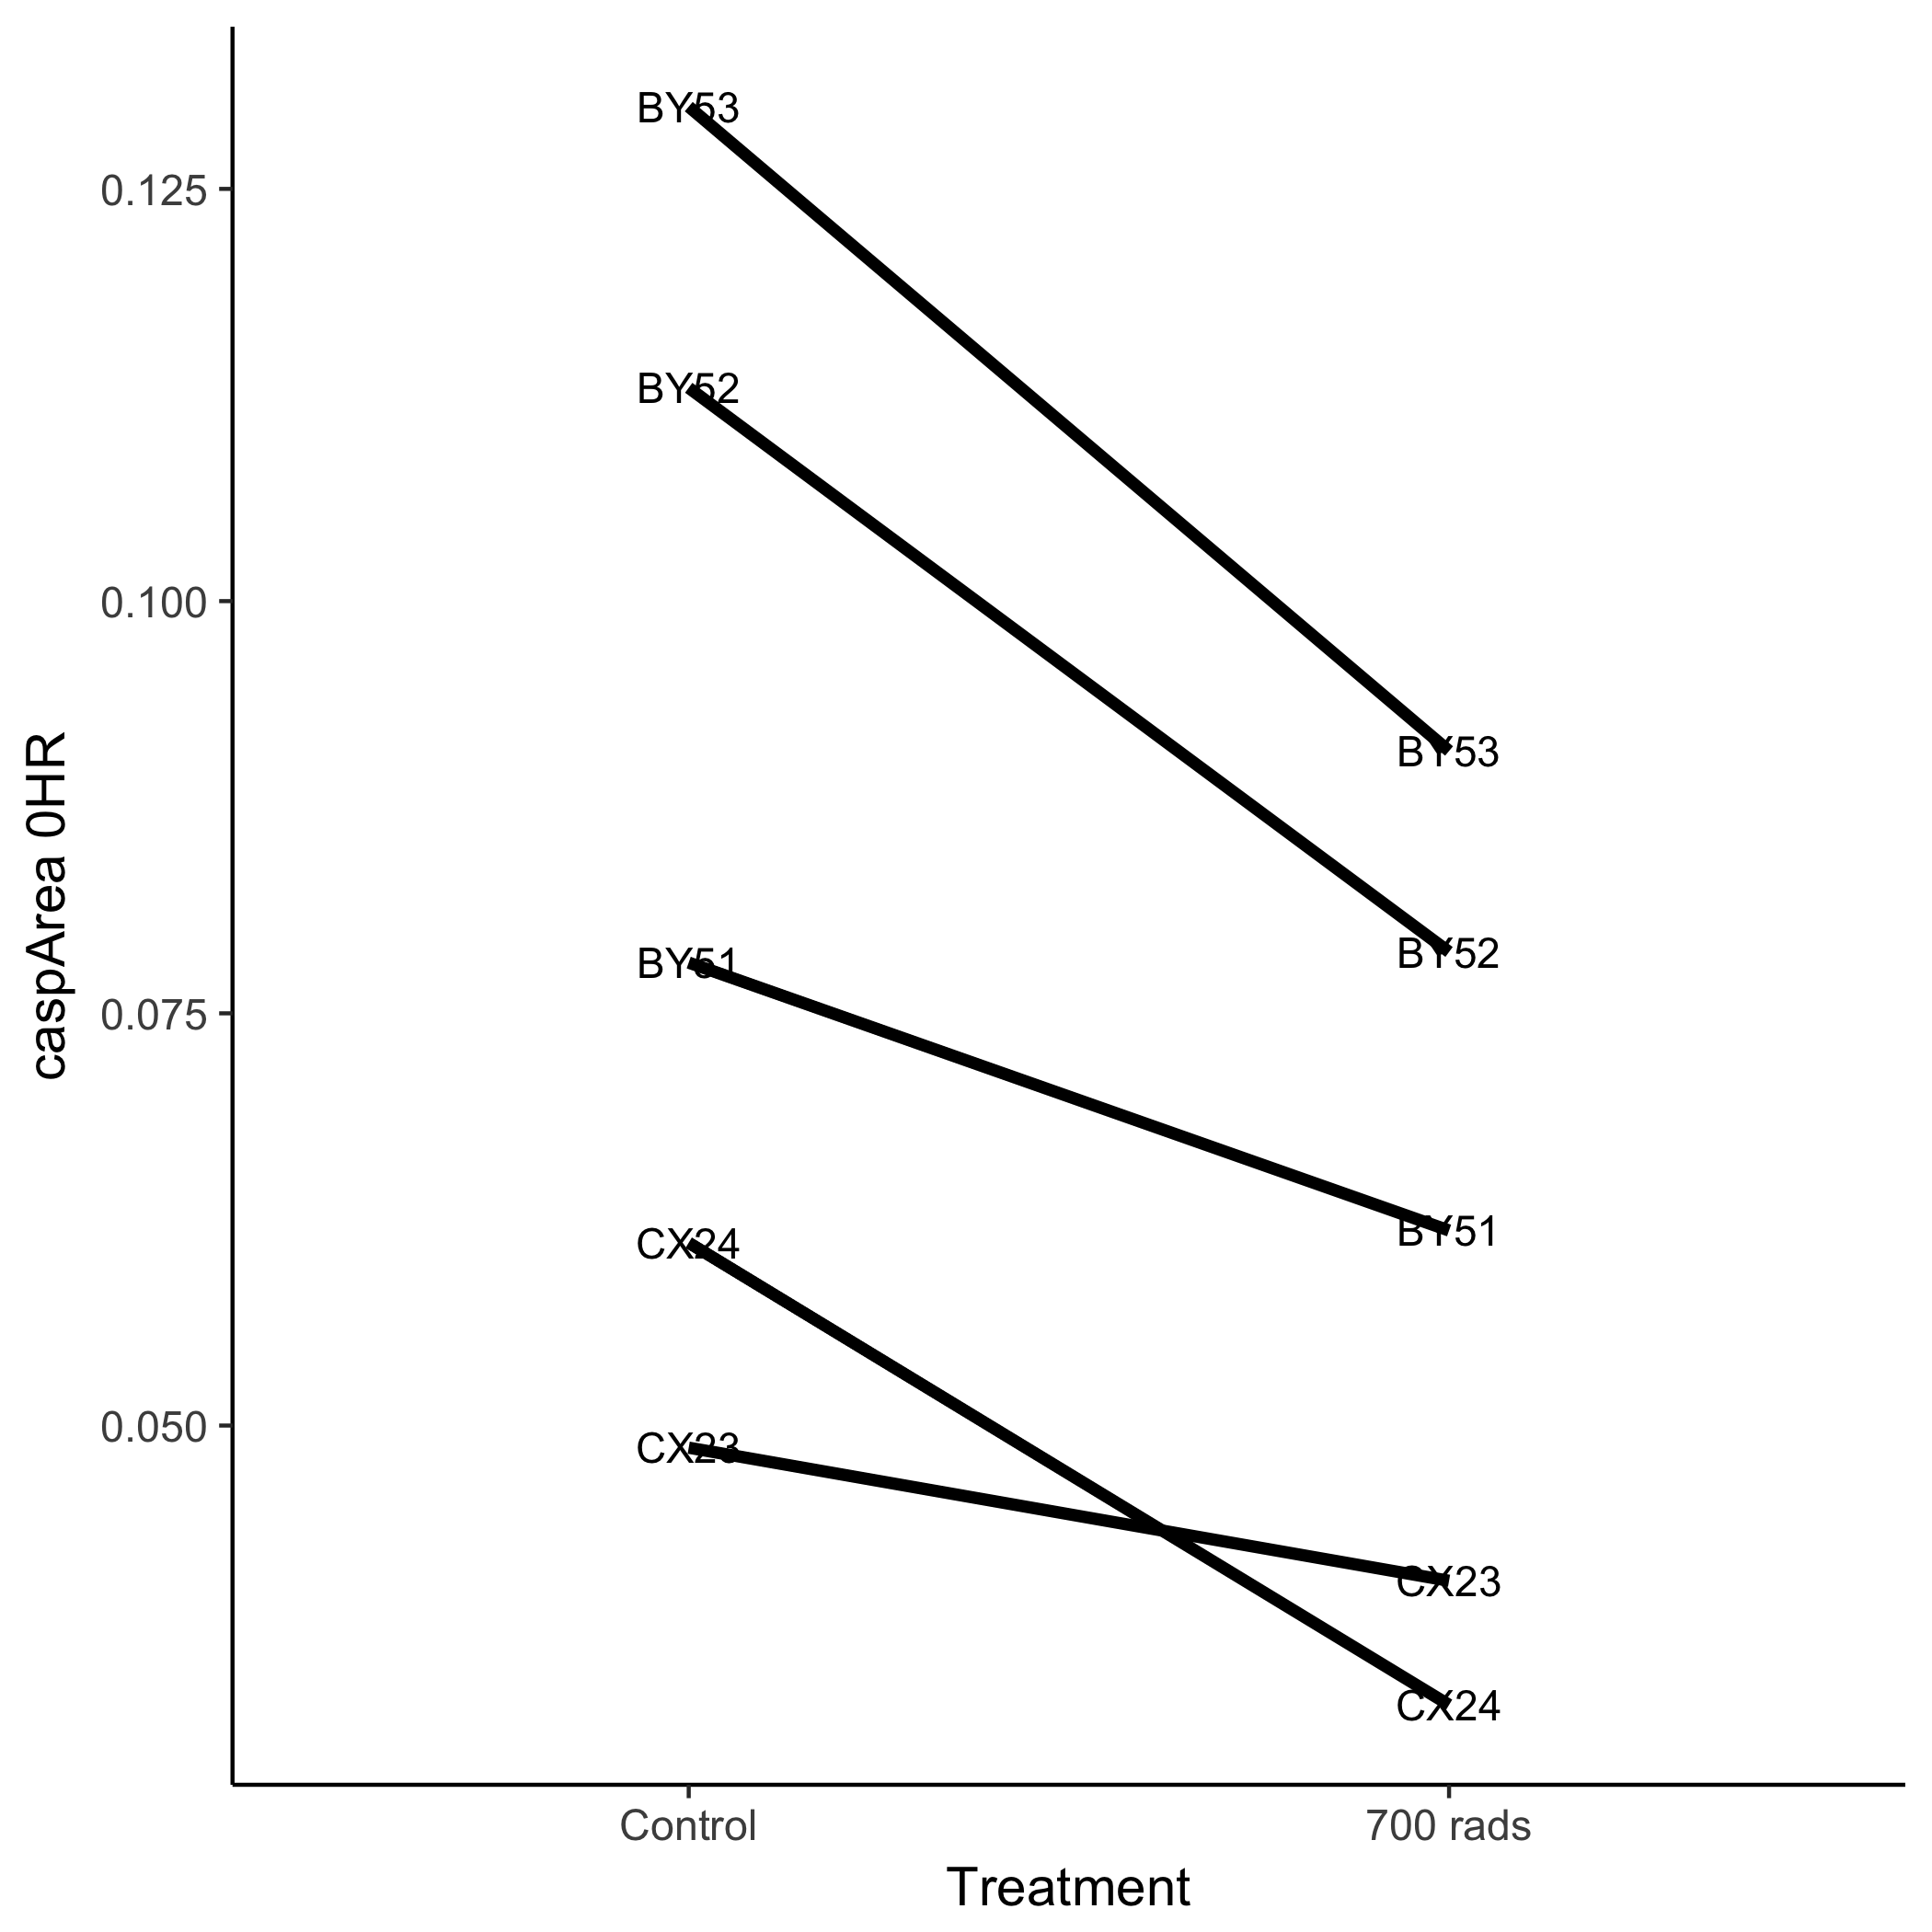 BY53
0.125
BY52
0.100
BY53
BY52
BY51
0.075
BY51
CX24
0.050
CX23
CX23
CX24
caspArea 0HR
Control
700 rads
Treatment